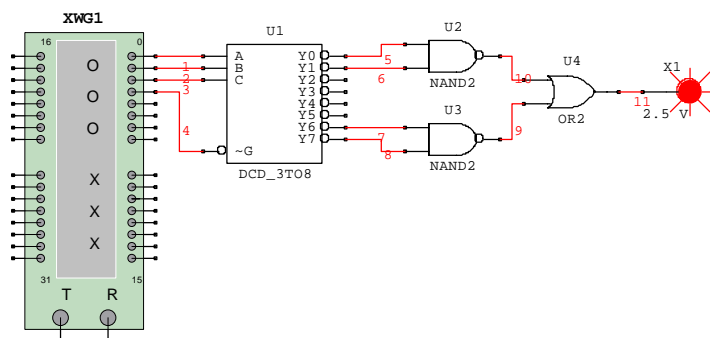 XWG1
16 0
O
O
O
X
X
X
31 15
T R
1
2
3
4
U1
A
B
C
~G
Y0
Y1
Y2
Y3
Y4
Y5
Y6
Y7
DCD_3TO8
5
6
7
8
U2
NAND2
U3
NAND2
10
9
U4
OR2
11
X1
2.5 V